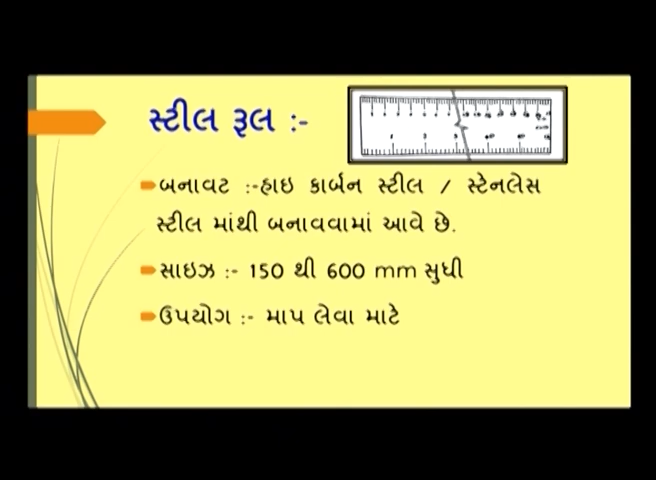 સ્ટીલ રૂલ :-
બનાવટ :-હાઇ કાર્બન સ્ટીલ / સ્ટેનલેસ
સ્ટીલ માંથી બનાવવામાં આવે છે.
સાઇઝ :- 150 થી 600 mm સુધી
ઉપયોગ :- માપ લેવા માટે